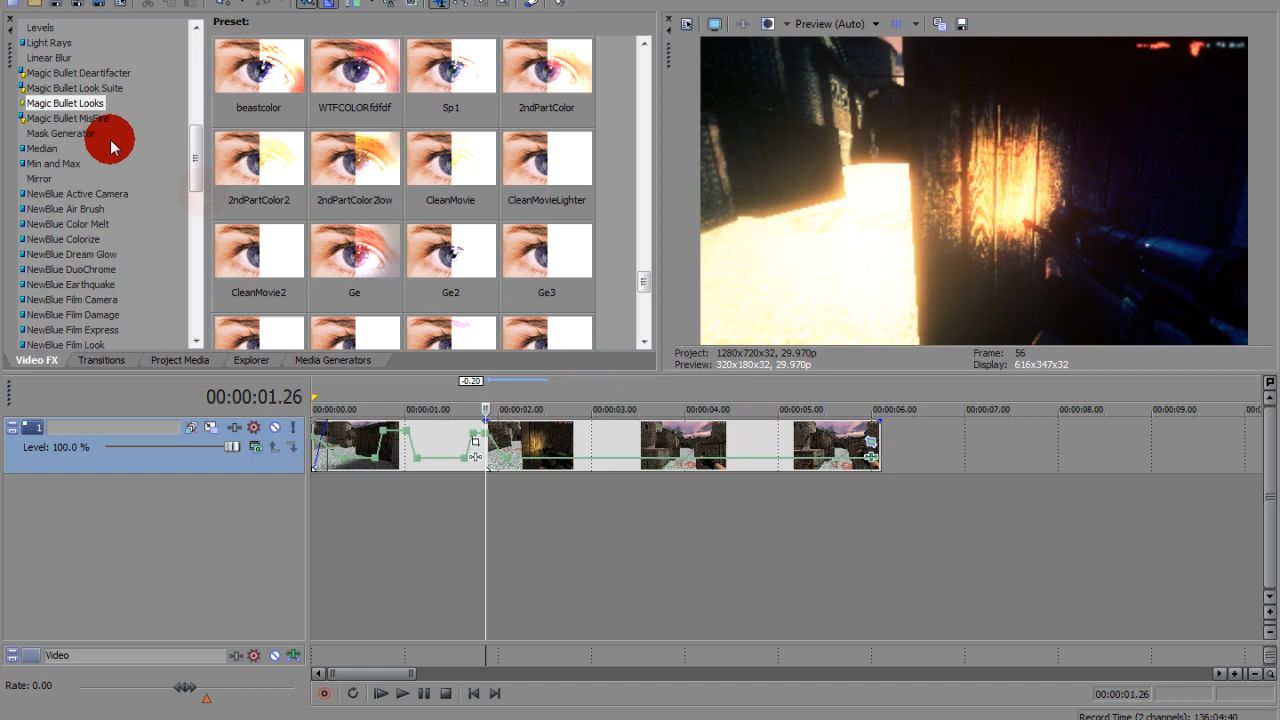 Preset:
Preview (Auto)
Levels
Light Rays
Linear Blur
Magic Bullet Deartifacter
Magic Bullet Look Suite
Magic Bullet Looks
Magic Bullet MisFire
Mask Generator
Median
Min and Max
Mirror
NewBlue Active Camera
NewBlue Air Brush
NewBlue Color Melt
NewBlue Colorize
NewBlue Dream Glow
NewBlue DuoChrome
NewBlue Earthquake
NewBlue Film Camera
NewBlue Film Damage
NewBlue Film Express
NewBlue Film Look
beastcolor
WTFCOLORfdfdf
Sp1
2ndPartColor
2ndPartColor2
2ndPartColor2low
CleanMovie
CleanMovieLighter
CleanMovie2
Ge
Ge2
Ge3
Video FX
Transitions
Project Media
Explorer
Media Generators
Project: 1280x720x32, 29.970p
Frame: 56
Preview: 320x180x32, 29.970p
Display: 616x347x32
-0.20
00:00:01.26
00:00:00.00
00:00:01.00
00:00:02.00
00:00:03.00
00:00:04.00
00:00:05.00
00:00:06.00
00:00:07.00
00:00:08.00
00:00:09.00
00:0
1
Level: 100.0 %
Video
Rate: 0.00
00:00:01.26
Record Time (2 channels): 136:04:40